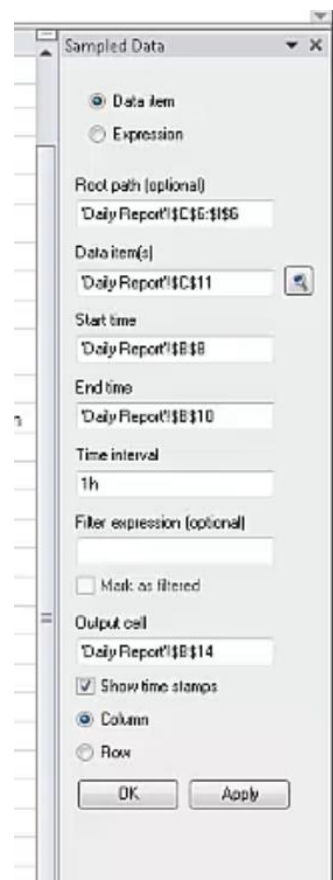 Sampled Data
Data item
Expression
Root path (optional)
'Daily Report'!$C$6:$I$6
Data item(s)
'Daily Report'!$C$11
Start time
'Daily Report'!$B$8
End time
'Daily Report'!$B$10
Time interval
1h
Filter expression (optional)
Mark as filtered
Output cell
'Daily Report'!$B$14
Show time stamps
Column
Row
OK Apply